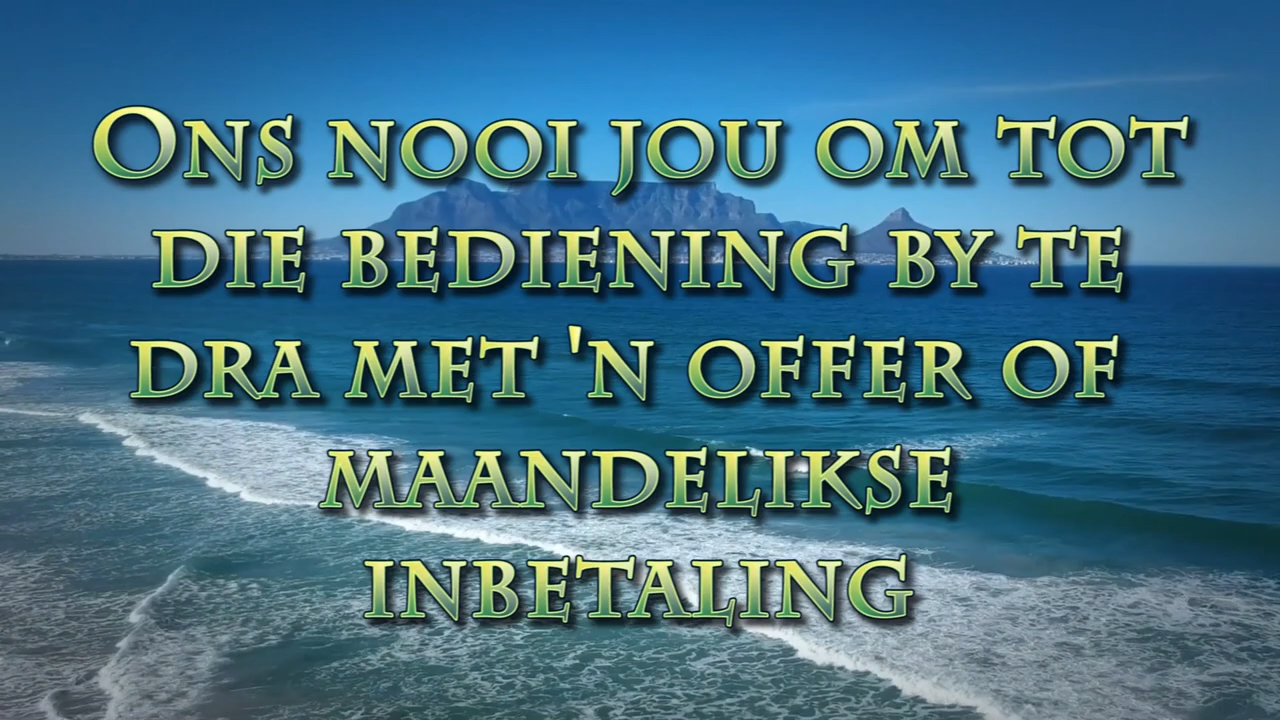 Ons nooi jou om tot
die bediening by te
dra met 'n offer of
maandelikse
inbetaling